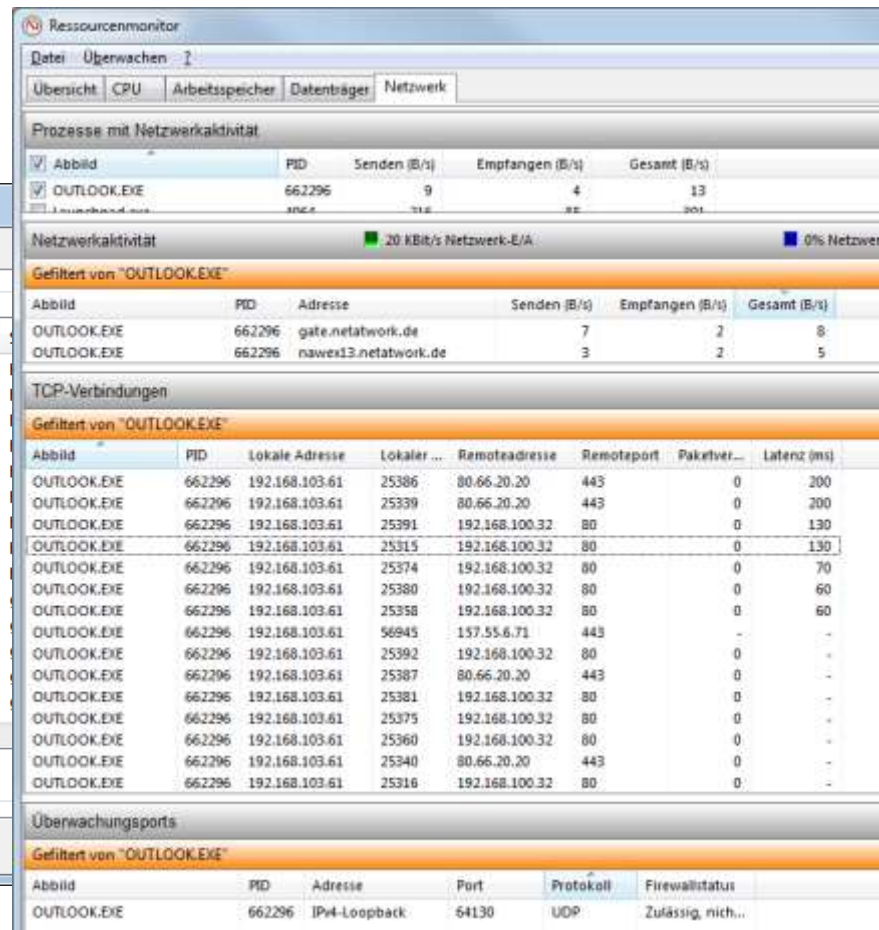 Ressourcenmonitor
Datei Überwachen ?
Übersicht CPU Arbeitsspeicher Datenträger Netzwerk
Prozesse mit Netzwerkaktivität
Abbild PID Senden (B/s) Empfangen (B/s) Gesamt (B/s)
OUTLOOK.EXE 662296 9 4 13
Netzwerkaktivität 20 KBit/s Netzwerk-E/A 0% Netzwer
Gefiltert von "OUTLOOK.EXE"
Abbild PID Adresse Senden (B/s) Empfangen (B/s) Gesamt (B/s)
OUTLOOK.EXE 662296 gate.netatwork.de 7 2 8
OUTLOOK.EXE 662296 nawex13.netatwork.de 3 2 5
TCP-Verbindungen
Gefiltert von "OUTLOOK.EXE"
Abbild PID Lokale Adresse Lokaler ... Remoteadresse Remoteport Paketver... Latenz (ms)
OUTLOOK.EXE 662296 192.168.103.61 25386 80.66.20.20 443 0 200
OUTLOOK.EXE 662296 192.168.103.61 25339 80.66.20.20 443 0 200
OUTLOOK.EXE 662296 192.168.103.61 25391 192.168.100.32 80 0 130
OUTLOOK.EXE 662296 192.168.103.61 25315 192.168.100.32 80 0 130
OUTLOOK.EXE 662296 192.168.103.61 25374 192.168.100.32 80 0 70
OUTLOOK.EXE 662296 192.168.103.61 25380 192.168.100.32 80 0 60
OUTLOOK.EXE 662296 192.168.103.61 25358 192.168.100.32 80 0 60
OUTLOOK.EXE 662296 192.168.103.61 56945 157.55.6.71 443 - -
OUTLOOK.EXE 662296 192.168.103.61 25392 192.168.100.32 80 0 -
OUTLOOK.EXE 662296 192.168.103.61 25387 80.66.20.20 443 0 -
OUTLOOK.EXE 662296 192.168.103.61 25381 192.168.100.32 80 0 -
OUTLOOK.EXE 662296 192.168.103.61 25375 192.168.100.32 80 0 -
OUTLOOK.EXE 662296 192.168.103.61 25360 192.168.100.32 80 0 -
OUTLOOK.EXE 662296 192.168.103.61 25340 80.66.20.20 443 0 -
OUTLOOK.EXE 662296 192.168.103.61 25316 192.168.100.32 80 0 -
Überwachungsports
Gefiltert von "OUTLOOK.EXE"
Abbild PID Adresse Port Protokoll Firewallstatus
OUTLOOK.EXE 662296 IPv4-Loopback 64130 UDP Zulässig, nich...